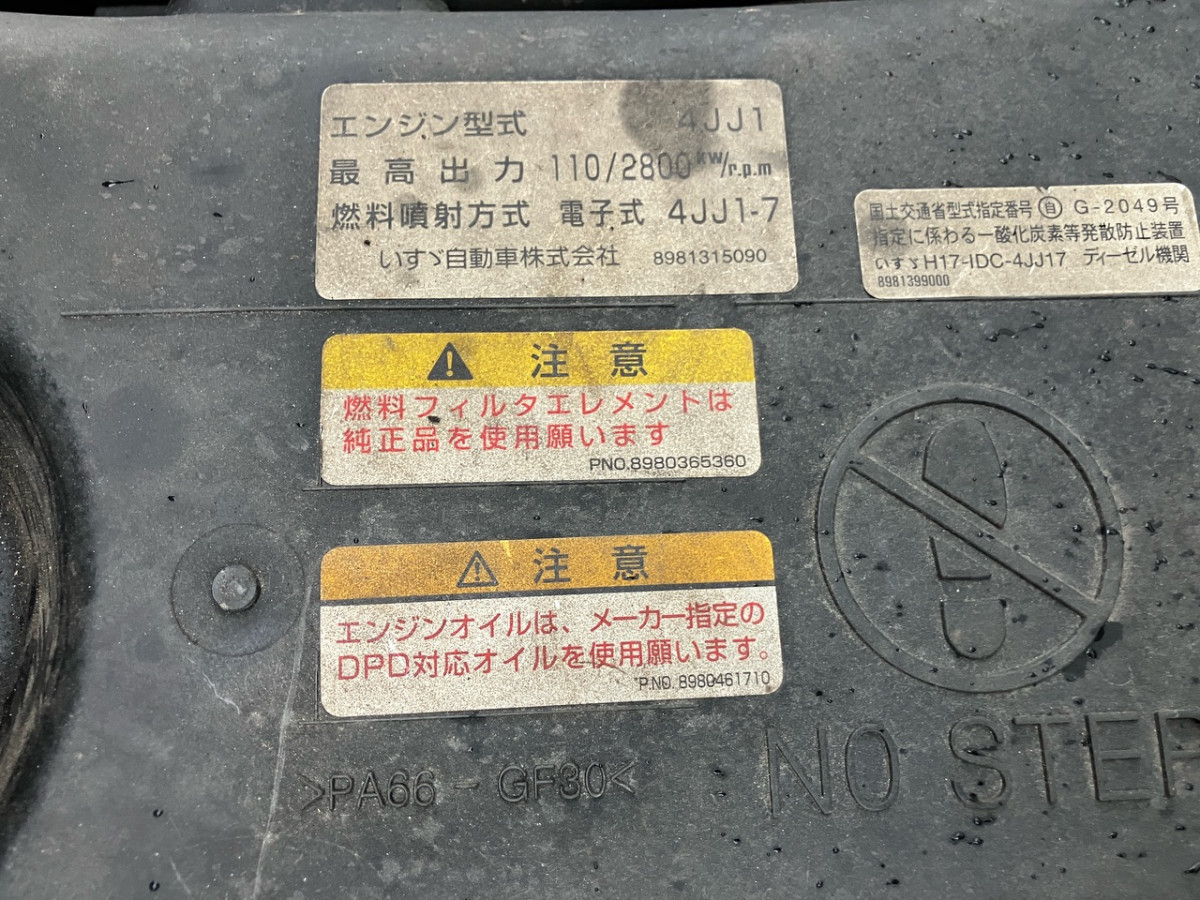 エンジン型式 4JJ1
最高出力 110/2800 kW/r.p.m
燃料噴射方式 電子式 4JJ1-7
いすゞ自動車株式会社 8981315090
国土交通省型式指定番号 ㊐ G-2049号
指定に係わる一酸化炭素等発散防止装置
いすゞ H17-IDC-4JJ17 ディーゼル機関
8981399000
⚠ 注意
燃料フィルタエレメントは
純正品を使用願います
PNO.8980365360
⚠ 注意
エンジンオイルは、メーカー指定の
DPD対応オイルを使用願います。
P.NO. 8980461710
>PA66-GF30<
NO STEP